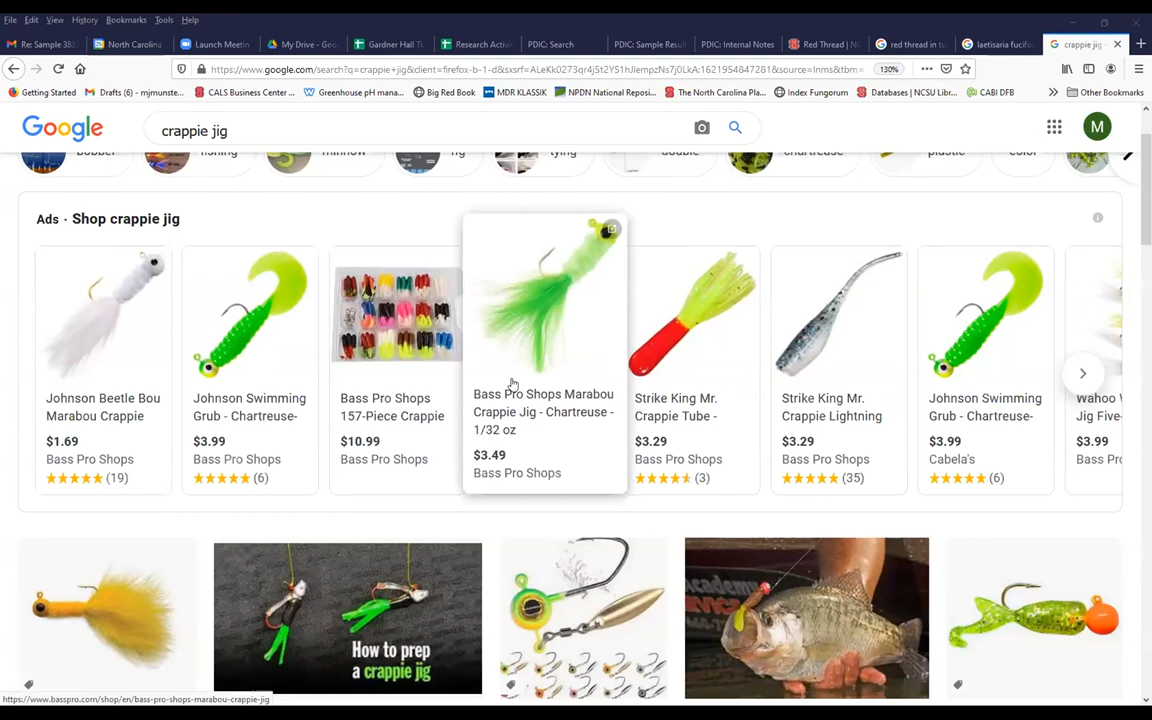 File Edit View History Bookmarks Tools Help
Re: Sample 383 North Carolina Launch Meeti My Drive - Goo Gardner Hall T Research Activ PDIC: Search PDIC: Sample Resul PDIC: Internal Notes Red Thread | NC red thread in tu laetisaria fucifor crappie jig -
https://www.google.com/search?q=crappie+jig&client=firefox-b-1-d&sxsrf=ALeKk0273qr4j5t2YS1hJIempzNs7j0LkA:1621954847281&source=lnms&tbm= 130%
Getting Started Drafts (6) - mjmunste CALS Business Center ... Greenhouse pH mana... Big Red Book MDR KLASSIK NPDN National Reposi... The North Carolina Pla... Index Fungorum Databases | NCSU Lib... CABI DFB Other Bookmarks
Google crappie jig M
bobber fishing minnow tying double chartreuse plastic color
Ads · Shop crappie jig
Johnson Beetle Bou
Marabou Crappie
$1.69
Bass Pro Shops
(19)
Johnson Swimming
Grub - Chartreuse-
$3.99
Bass Pro Shops
(6)
Bass Pro Shops
157-Piece Crappie
$10.99
Bass Pro Shops
Bass Pro Shops Marabou
Crappie Jig - Chartreuse -
1/32 oz
$3.49
Bass Pro Shops
Strike King Mr.
Crappie Tube -
$3.29
Bass Pro Shops
(3)
Strike King Mr.
Crappie Lightning
$3.29
Bass Pro Shops
(35)
Johnson Swimming
Grub - Chartreuse-
$3.99
Cabela's
(6)
Wahoo
Jig Five-
$3.99
Bass Pro
How to prep
a crappie jig
https://www.basspro.com/shop/en/bass-pro-shops-marabou-crappie-jig